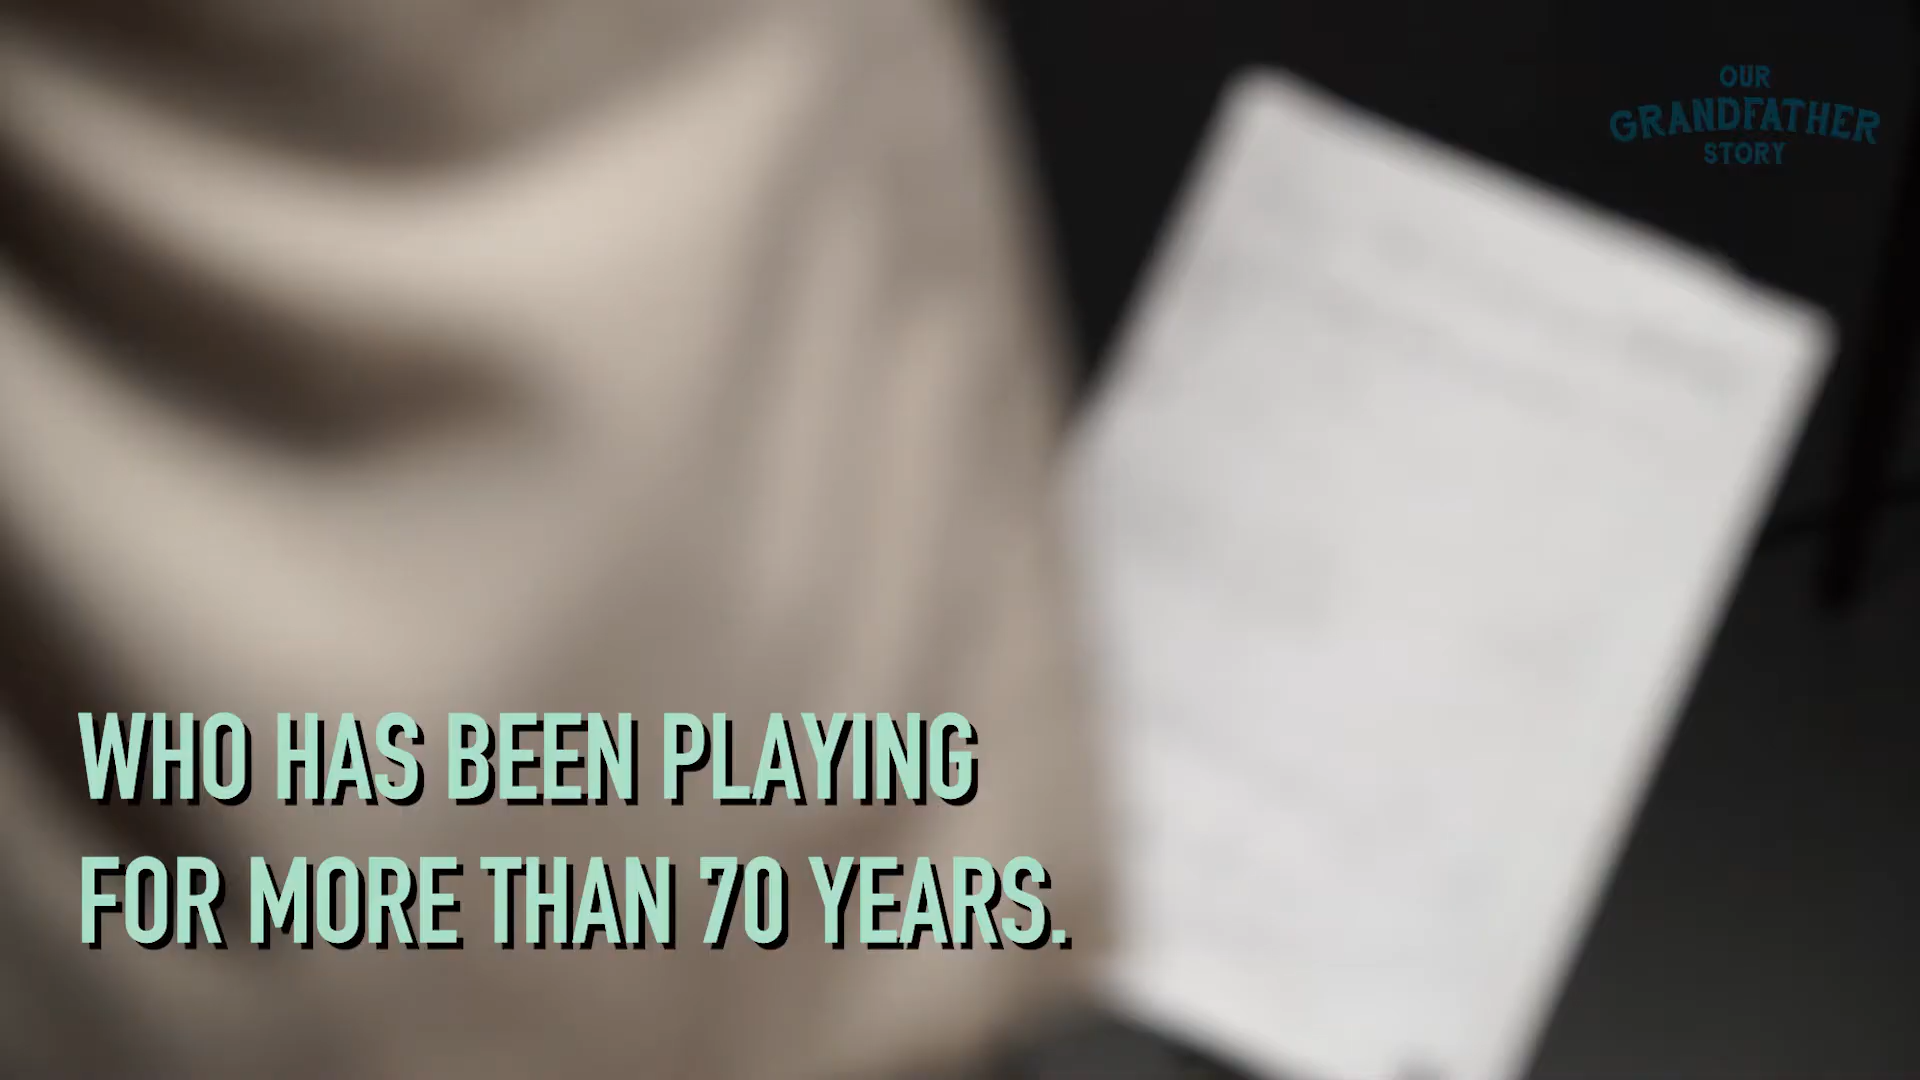 OUR
GRANDFATHER
STORY
WHO HAS BEEN PLAYING
FOR MORE THAN 70 YEARS.